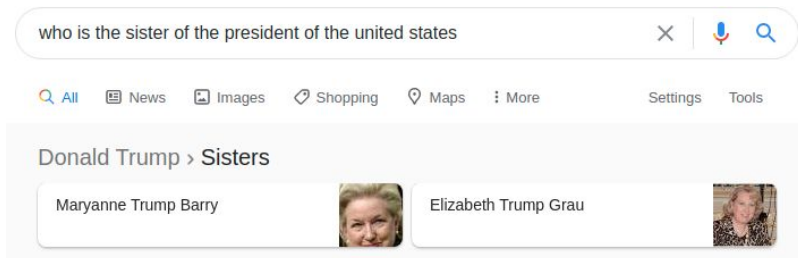 who is the sister of the president of the united states
All News Images Shopping Maps More Settings Tools
Donald Trump › Sisters
Maryanne Trump Barry Elizabeth Trump Grau